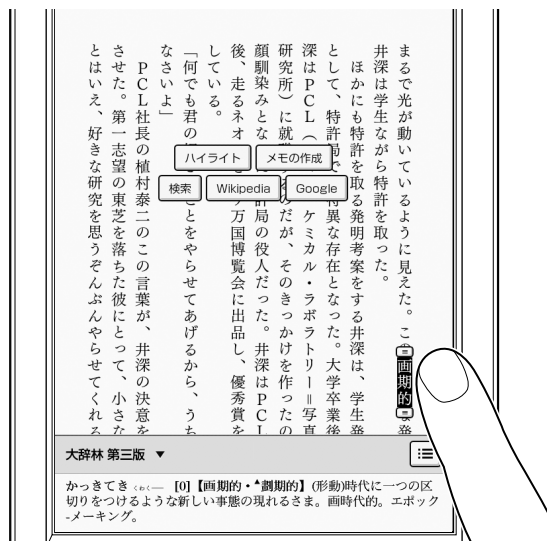 まるで光が動いているように見えた。この画期的な発
井深は学生ながら特許を取った。
ほかにも特許を取る発明考案をする井深は、学生発
として、特許局で特異な存在となった。大学卒業後
深はPCL（ケミカル・ラボラトリー＝写真
研究所）に就職するのだが、そのきっかけを作ったの
顔馴染みとな許局の役人だった。井深はPCL
後、走るネオ万国博覧会に出品し、優秀賞を
している。
「何でも君のことをやらせてあげるから、うち
なさいよ」
PCL社長の植村泰二のこの言葉が、井深の決意を
させた。第一志望の東芝を落ちた彼にとって、小さな
とはいえ、好きな研究を思うぞんぶんやらせてくれる
ハイライト メモの作成
検索 Wikipedia Google
大辞林 第三版 ▼
かっきてき くわく— [0]【画期的・▲劃期的】(形動)時代に一つの区
切りをつけるような新しい事態の現れるさま。画時代的。エポック
-メーキング。